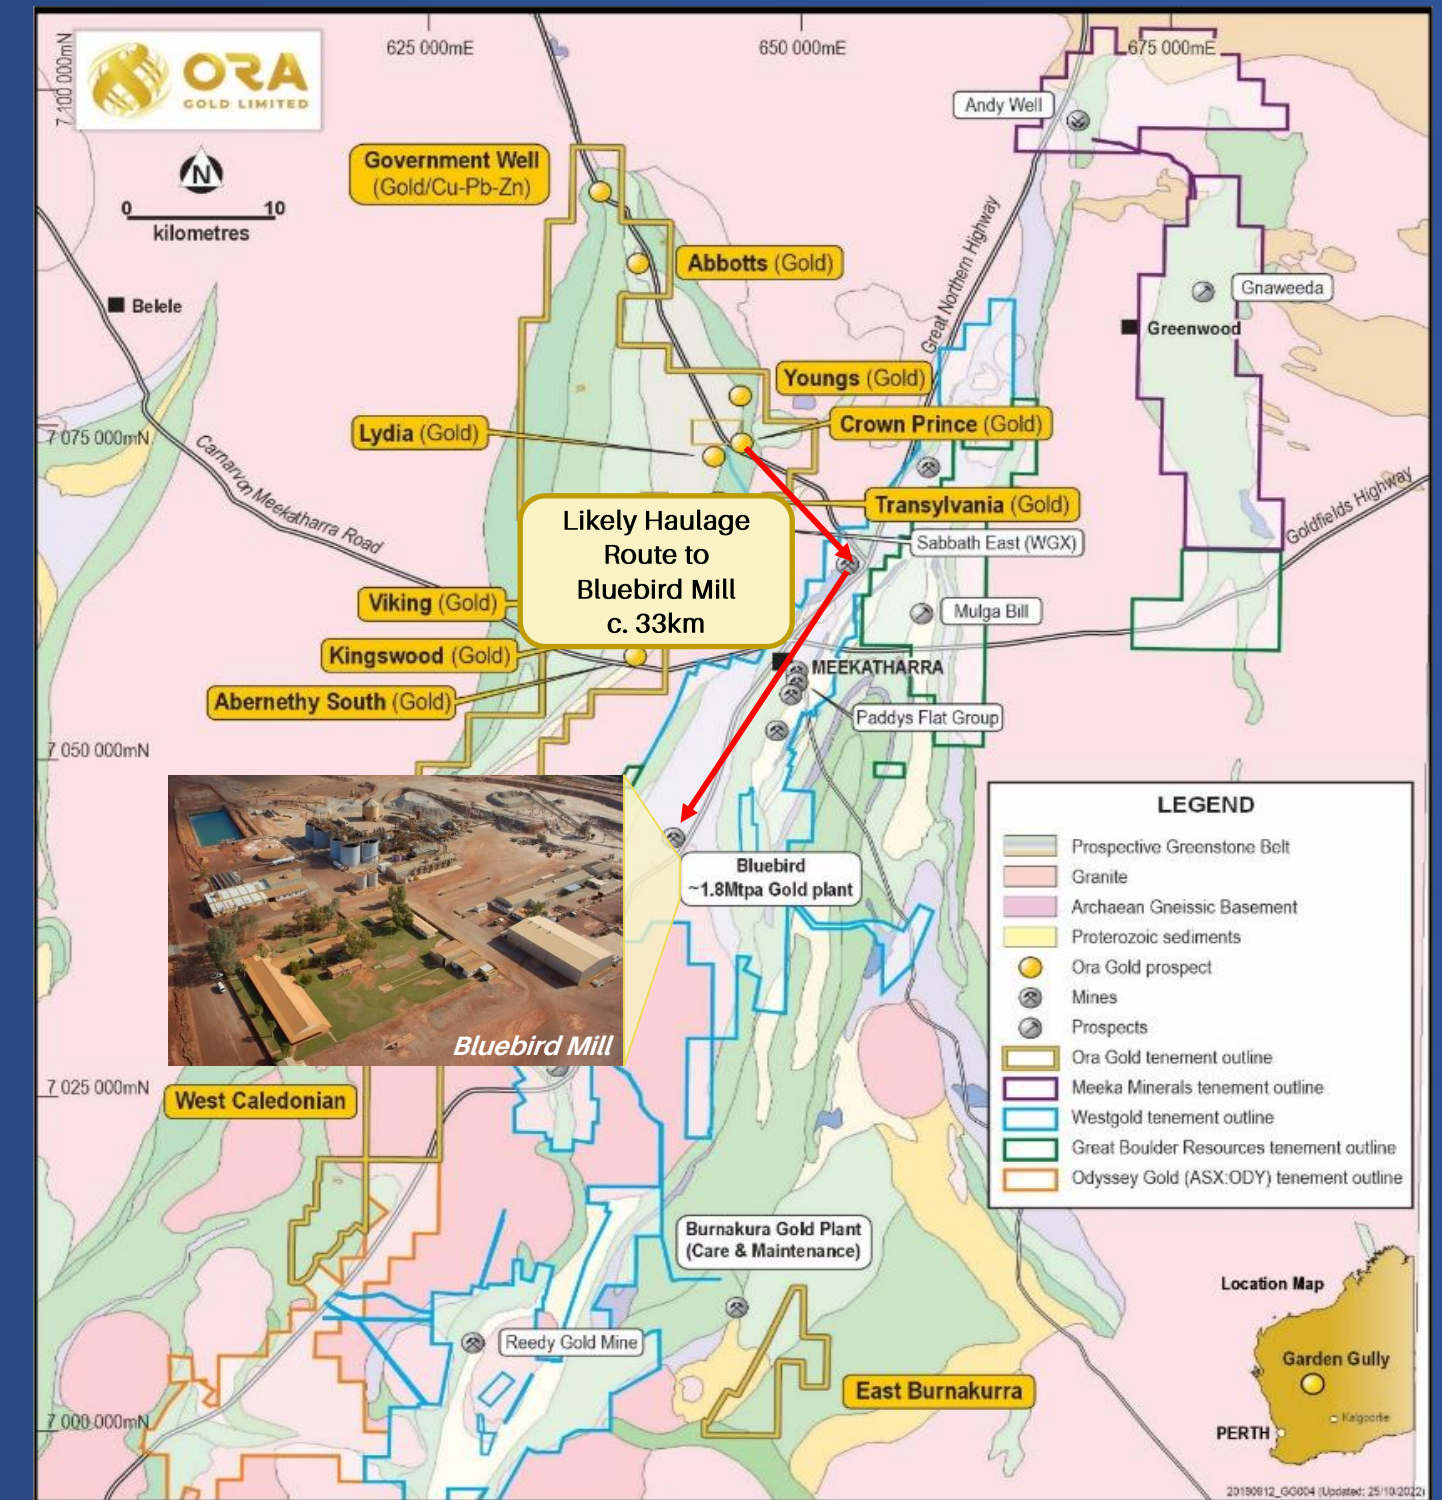 625 000mE
650 000mE
675 000mE
7 100 000mN
ORA
GOLD LIMITED
N
0 10
kilometres
Andy Well
Government Well
(Gold/Cu-Pb-Zn)
Abbotts (Gold)
Great Northern Highway
Gnaweeda
Belele
Greenwood
Youngs (Gold)
Crown Prince (Gold)
Lydia (Gold)
7 075 000mN
Carnarvon Meekatharra Road
Transylvania (Gold)
Goldfields Highway
Likely Haulage
Route to
Bluebird Mill
c. 33km
Sabbath East (WGX)
Viking (Gold)
Mulga Bill
Kingswood (Gold)
MEEKATHARRA
Abernethy South (Gold)
Paddys Flat Group
7 050 000mN
Bluebird
~1.8Mtpa Gold plant
Bluebird Mill
LEGEND
Prospective Greenstone Belt
Granite
Archaean Gneissic Basement
Proterozoic sediments
Ora Gold prospect
Mines
Prospects
Ora Gold tenement outline
Meeka Minerals tenement outline
Westgold tenement outline
Great Boulder Resources tenement outline
Odyssey Gold (ASX:ODY) tenement outline
7 025 000mN
West Caledonian
Burnakura Gold Plant
(Care & Maintenance)
Reedy Gold Mine
East Burnakurra
7 000 000mN
Location Map
Garden Gully
Kalgoorlie
PERTH
20190912_GG004 (Updated: 25/10/2022)